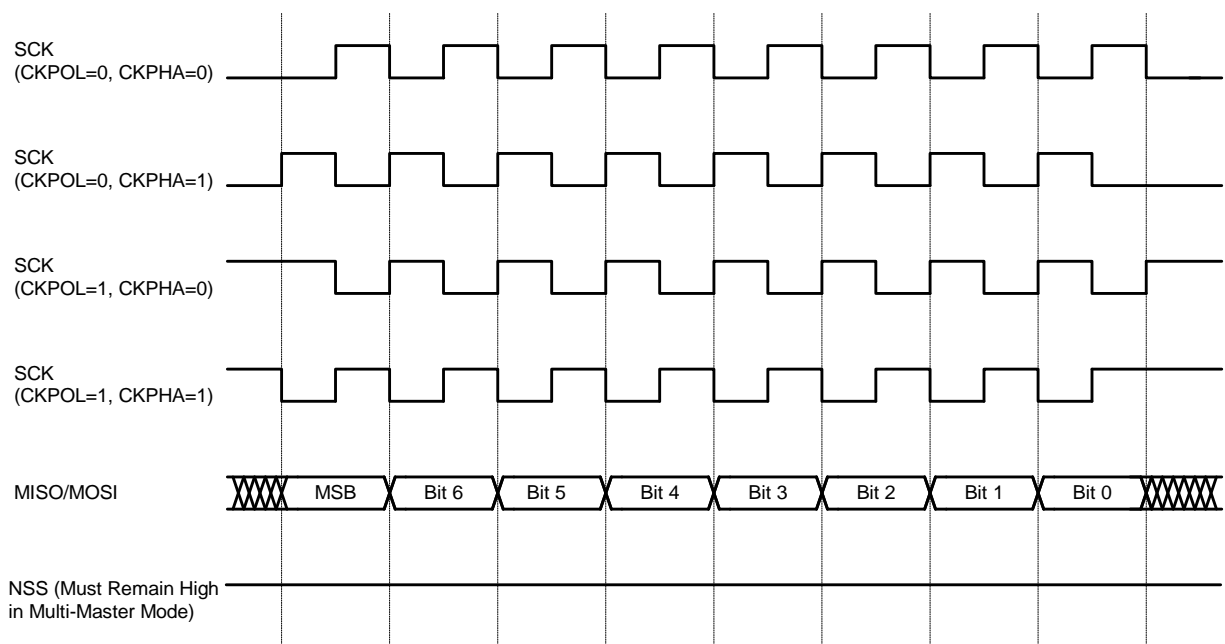 SCK
(CKPOL=0, CKPHA=0)
SCK
(CKPOL=0, CKPHA=1)
SCK
(CKPOL=1, CKPHA=0)
SCK
(CKPOL=1, CKPHA=1)
MISO/MOSI
MSB
Bit 6
Bit 5
Bit 4
Bit 3
Bit 2
Bit 1
Bit 0
NSS (Must Remain High
in Multi-Master Mode)